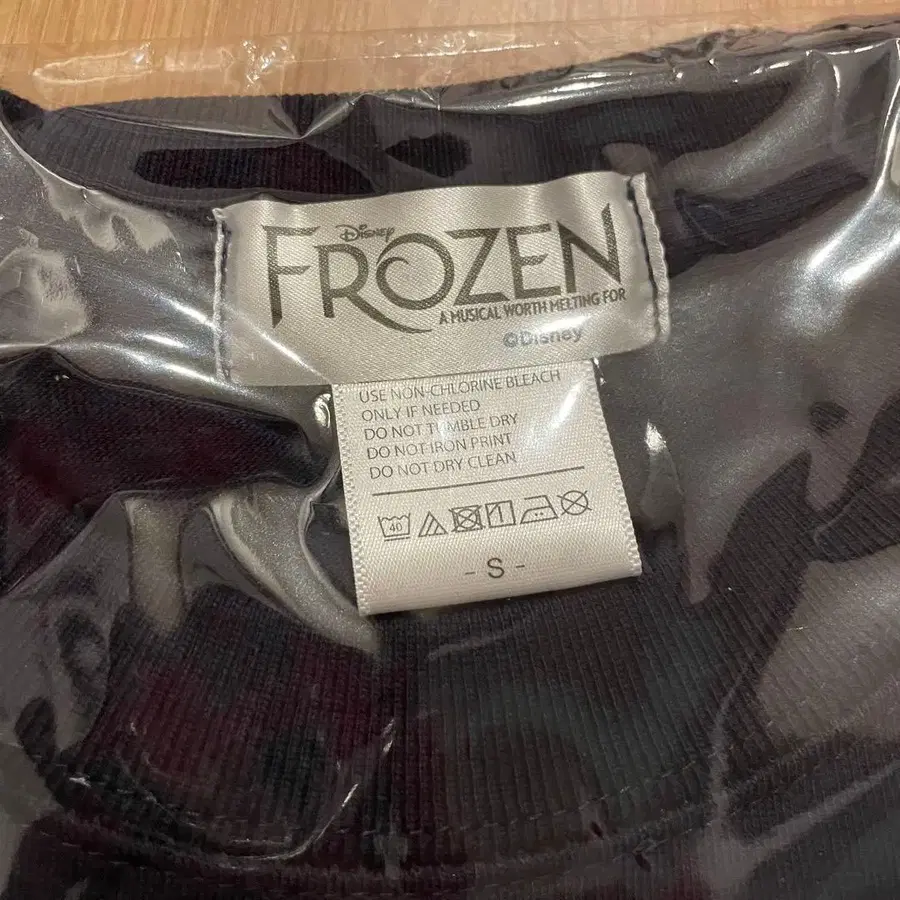 Disney
FROZEN
A MUSICAL WORTH MELTING FOR
©Disney
USE NON-CHLORINE BLEACH
ONLY IF NEEDED
DO NOT TUMBLE DRY
DO NOT IRON PRINT
DO NOT DRY CLEAN
40
- S -